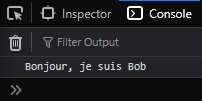 Inspector Console
Filter Output
Bonjour, je suis Bob